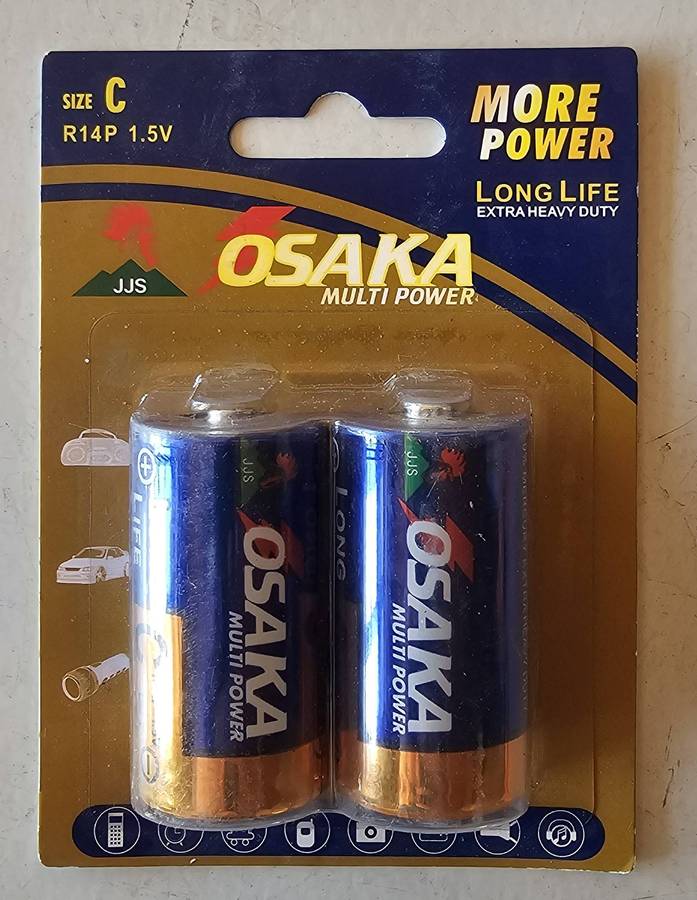 SIZE C
R14P 1.5V
MORE
POWER
LONG LIFE
EXTRA HEAVY DUTY
JJS
OSAKA
MULTI POWER
LIFE
JJS
OSAKA
MULTI POWER
LONG
JJS
OSAKA
MULTI POWER